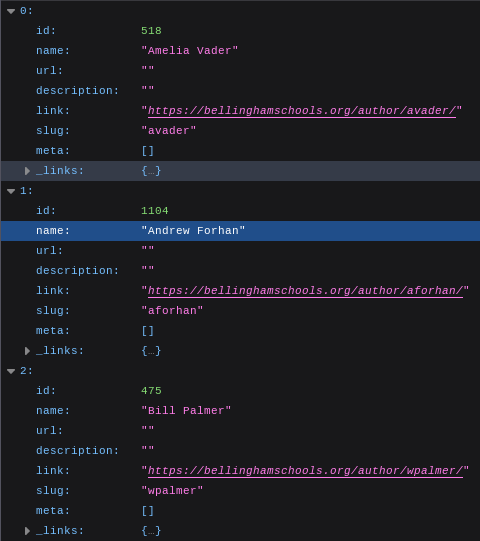 0:
id: 518
name: "Amelia Vader"
url: ""
description: ""
link: "https://bellinghamschools.org/author/avader/"
slug: "avader"
meta: []
_links: {…}
1:
id: 1104
name: "Andrew Forhan"
url: ""
description: ""
link: "https://bellinghamschools.org/author/aforhan/"
slug: "aforhan"
meta: []
_links: {…}
2:
id: 475
name: "Bill Palmer"
url: ""
description: ""
link: "https://bellinghamschools.org/author/wpalmer/"
slug: "wpalmer"
meta: []
_links: {…}